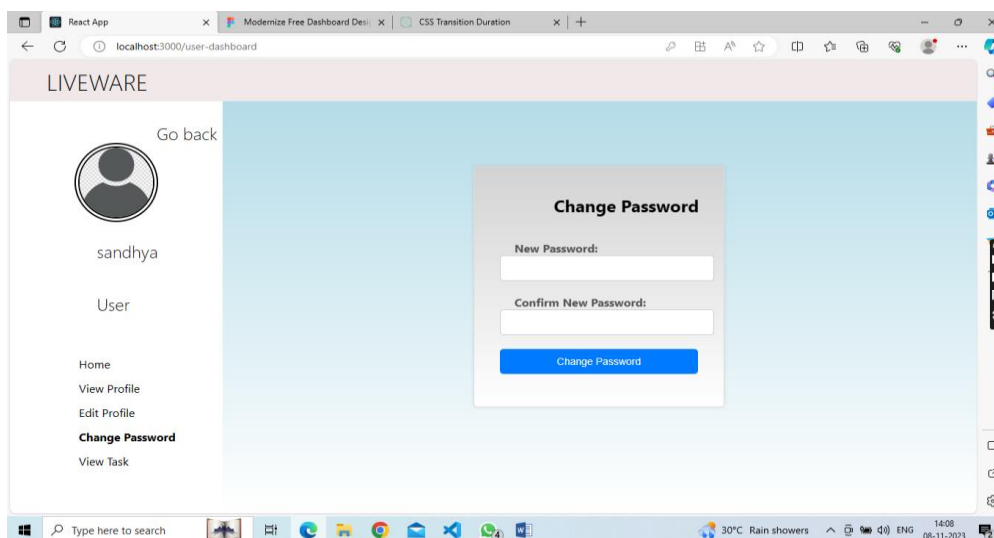 React App
Modernize Free Dashboard Desi
CSS Transition Duration
localhost:3000/user-dashboard
LIVEWARE
Go back
sandhya
User
Home
View Profile
Edit Profile
Change Password
View Task
Change Password
New Password:
Confirm New Password:
Change Password
Type here to search
30°C Rain showers
ENG
14:08
08-11-2023